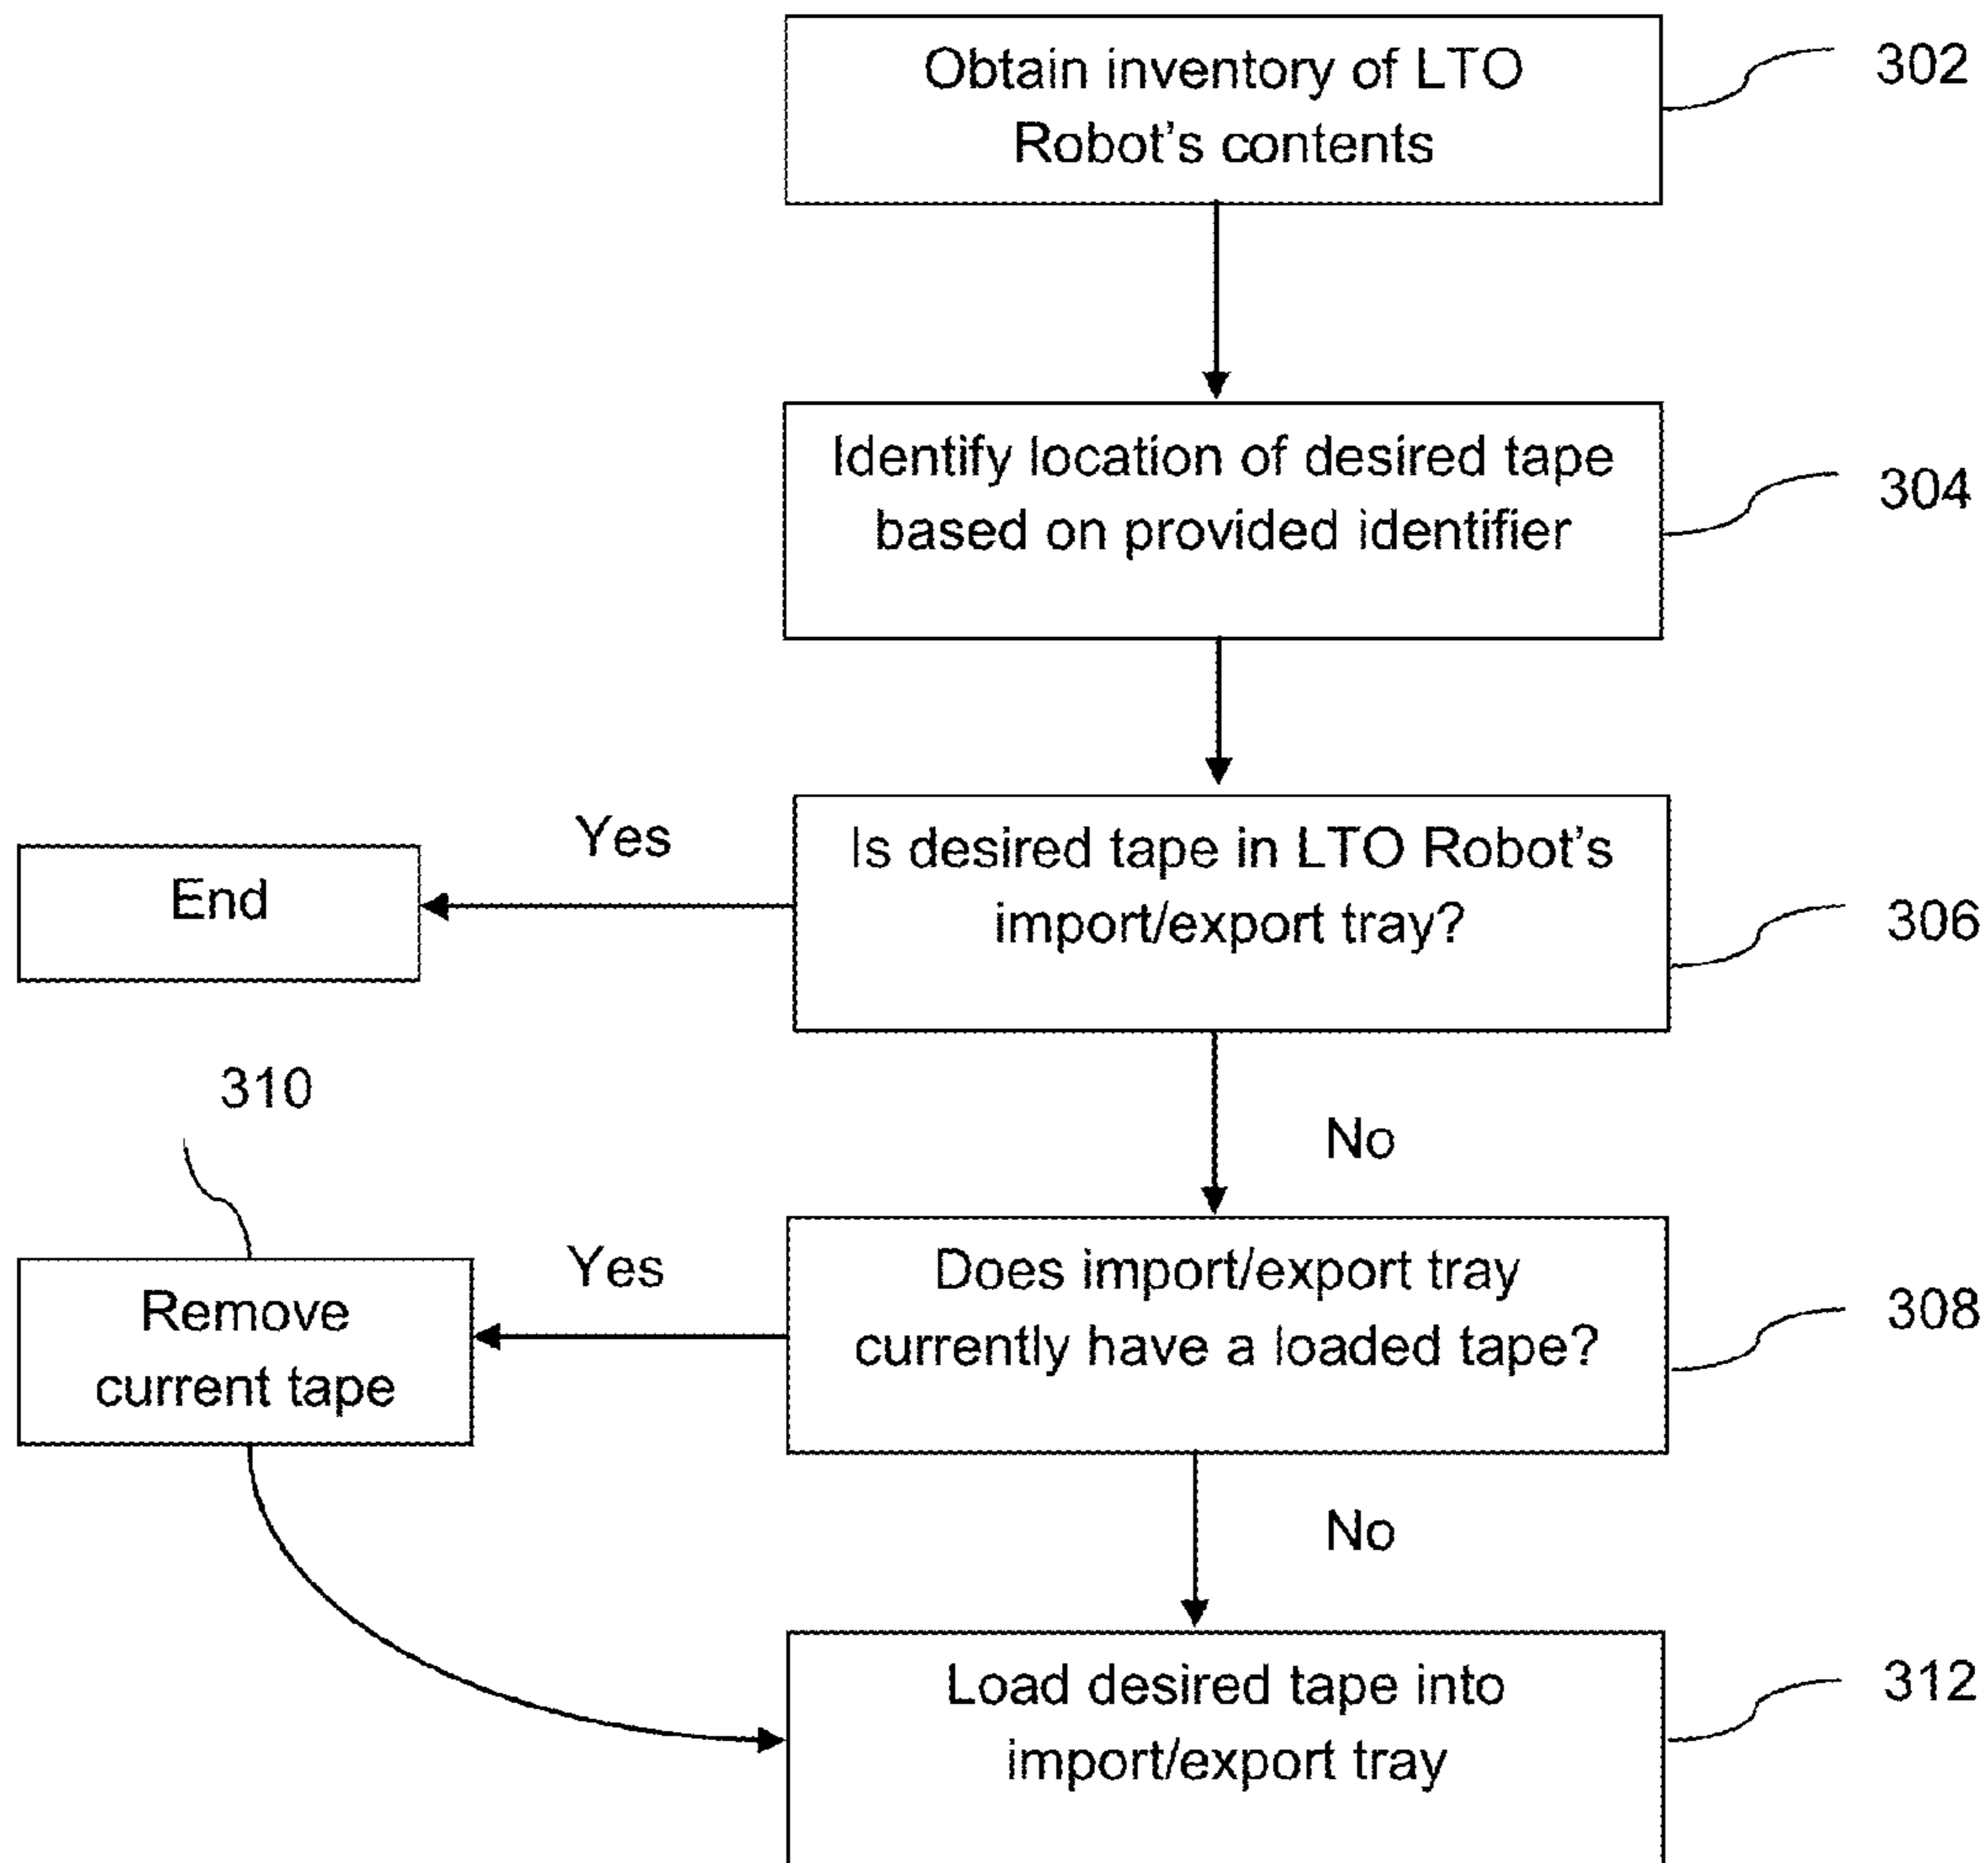 Obtain inventory of LTO
Robot's contents
302
Identify location of desired tape
based on provided identifier
304
Yes
Is desired tape in LTO Robot's
import/export tray?
End
306
310
No
Yes
Does import/export tray
currently have a loaded tape?
308
Remove
current tape
No
Load desired tape into
import/export tray
312